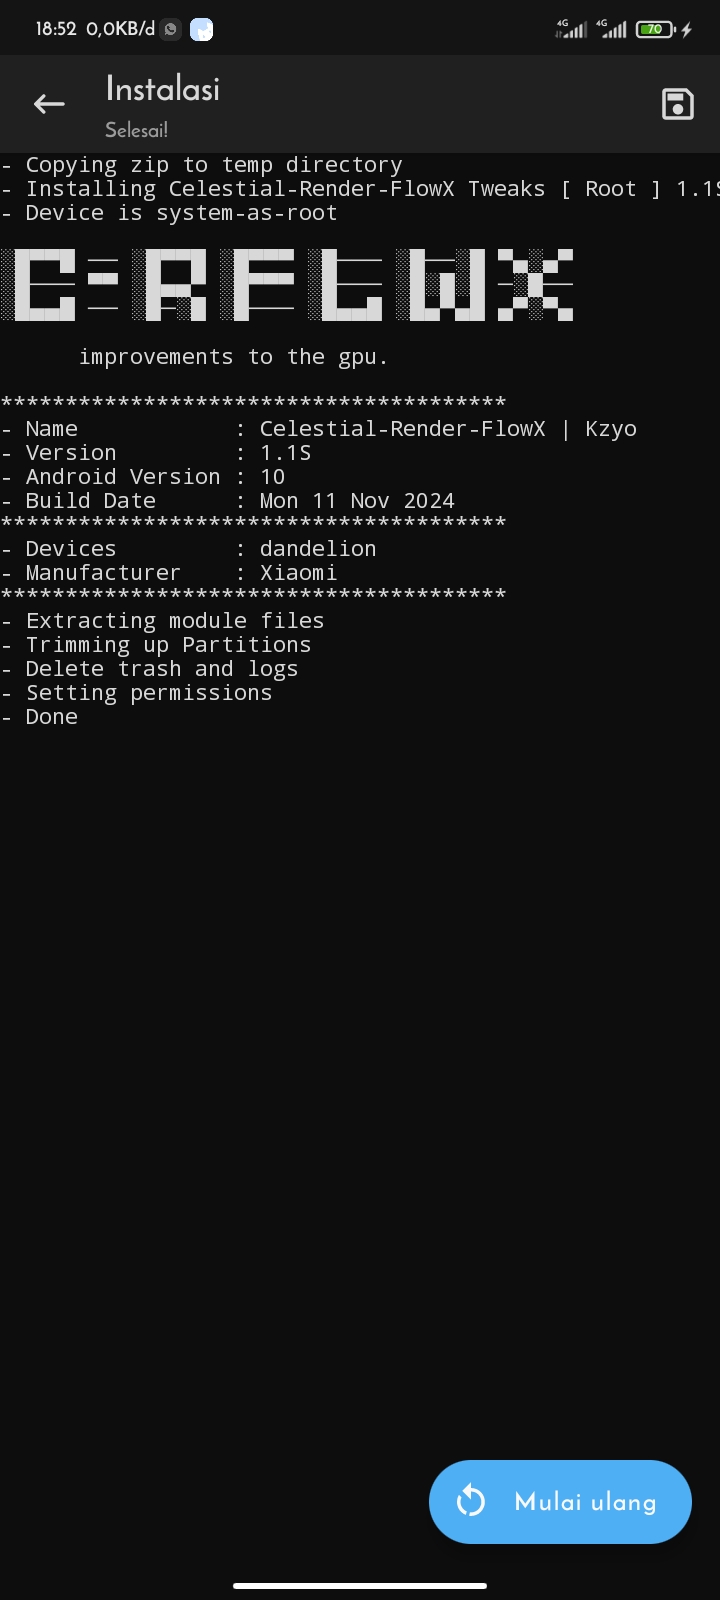 18:52 0,0KB/d 4G 4G 70
Instalasi
Selesai!
- Copying zip to temp directory
- Installing Celestial-Render-FlowX Tweaks [ Root ] 1.1S
- Device is system-as-root
improvements to the gpu.
***************************************
- Name : Celestial-Render-FlowX | Kzyo
- Version : 1.1S
- Android Version : 10
- Build Date : Mon 11 Nov 2024
***************************************
- Devices : dandelion
- Manufacturer : Xiaomi
***************************************
- Extracting module files
- Trimming up Partitions
- Delete trash and logs
- Setting permissions
- Done
Mulai ulang